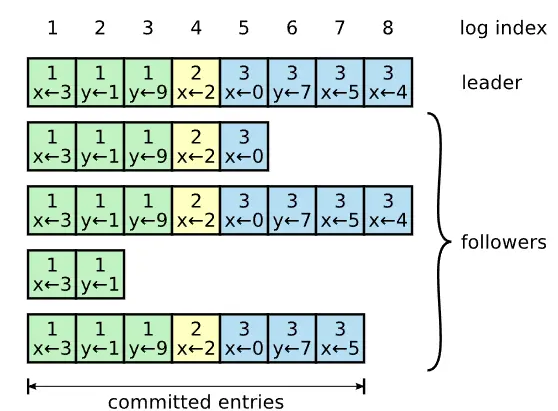 1 2 3 4 5 6 7 8 log index
1 1 1 2 3 3 3 3
x←3 y←1 y←9 x←2 x←0 y←7 x←5 x←4
leader
1 1 1 2 3
x←3 y←1 y←9 x←2 x←0
1 1 1 2 3 3 3 3
x←3 y←1 y←9 x←2 x←0 y←7 x←5 x←4
followers
1 1
x←3 y←1
1 1 1 2 3 3 3
x←3 y←1 y←9 x←2 x←0 y←7 x←5
committed entries